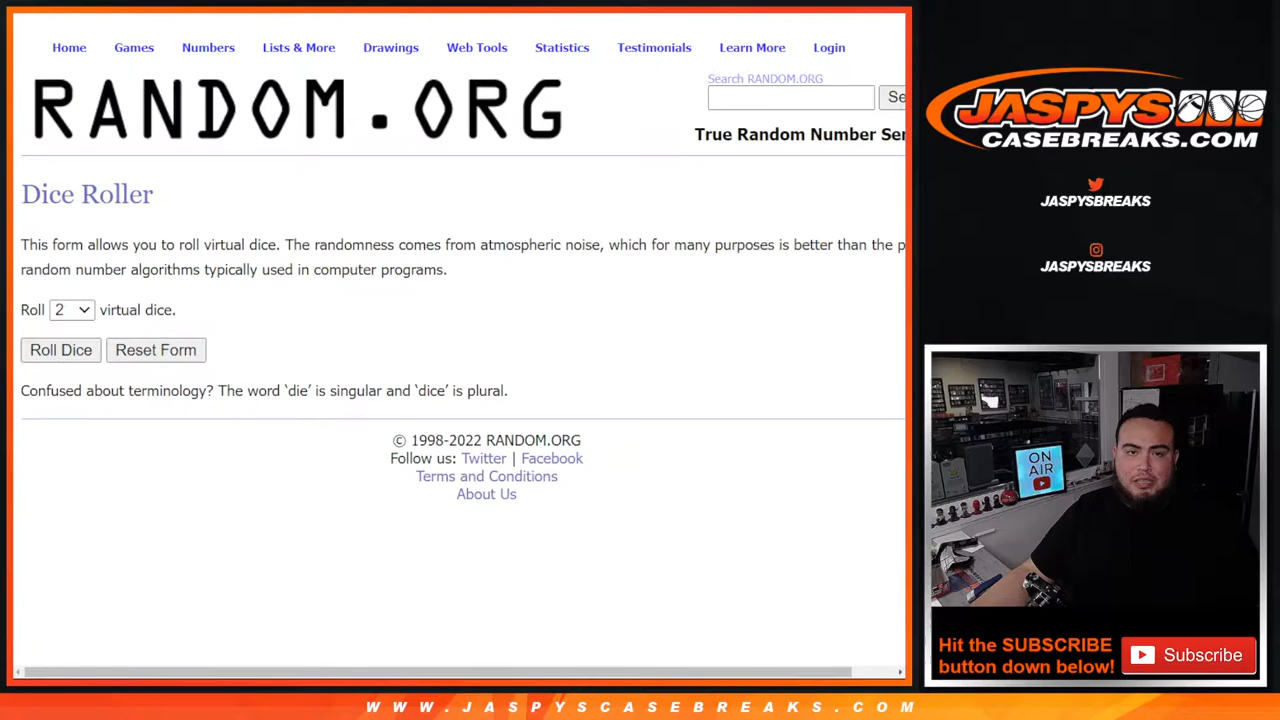 Home Games Numbers Lists & More Drawings Web Tools Statistics Testimonials Learn More Login
RANDOM.ORG
Search RANDOM.ORG
Se
True Random Number Ser
Dice Roller
This form allows you to roll virtual dice. The randomness comes from atmospheric noise, which for many purposes is better than the p
random number algorithms typically used in computer programs.
Roll 2 virtual dice.
Roll Dice Reset Form
Confused about terminology? The word ‘die’ is singular and ‘dice’ is plural.
© 1998-2022 RANDOM.ORG
Follow us: Twitter | Facebook
Terms and Conditions
About Us
JASPYS
CASEBREAKS.COM
JASPYSBREAKS
JASPYSBREAKS
ON
AIR
Hit the SUBSCRIBE
button down below!
Subscribe
WWW.JASPYSCASEBREAKS.COM